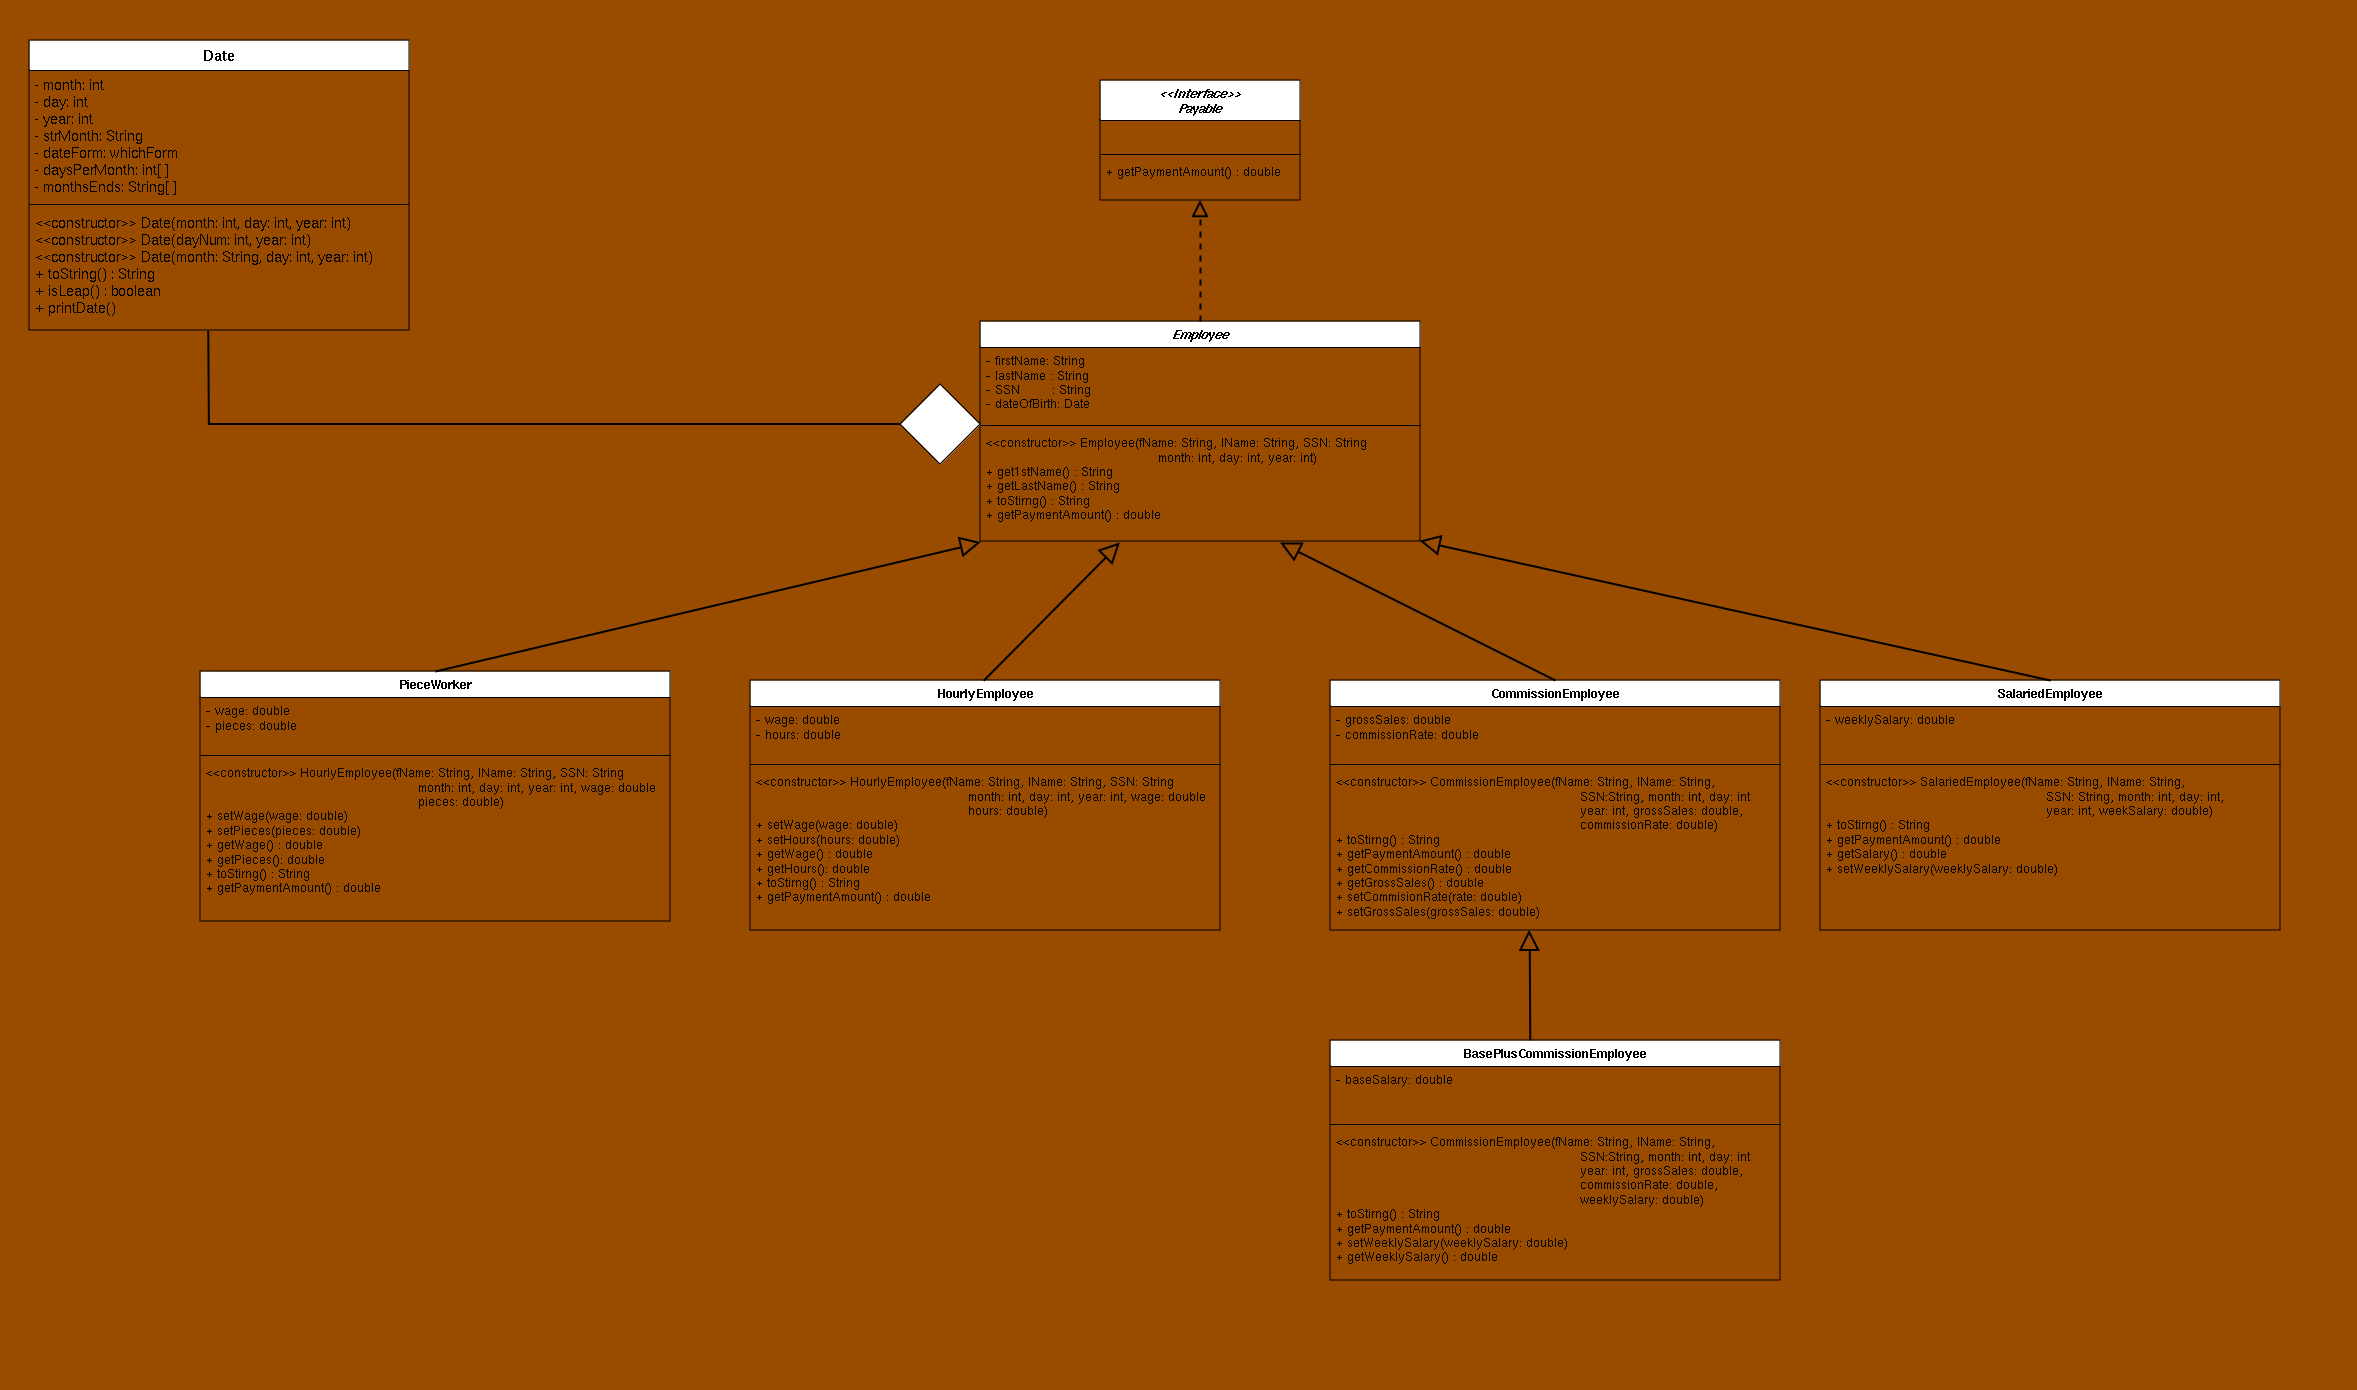 Date
- month: int
- day: int
- year: int
- strMonth: String
- dateForm: whichForm
- daysPerMonth: int[ ]
- monthsEnds: String[ ]
<<constructor>> Date(month: int, day: int, year: int)
<<constructor>> Date(dayNum: int, year: int)
<<constructor>> Date(month: String, day: int, year: int)
+ toString() : String
+ isLeap() : boolean
+ printDate()
<<Interface>>
Payable
+ getPaymentAmount() : double
Employee
- firstName: String
- lastName : String
- SSN : String
- dateOfBirth: Date
<<constructor>> Employee(fName: String, lName: String, SSN: String
month: int, day: int, year: int)
+ get1stName() : String
+ getLastName() : String
+ toStirng() : String
+ getPaymentAmount() : double
PieceWorker
- wage: double
- pieces: double
<<constructor>> HourlyEmployee(fName: String, lName: String, SSN: String
month: int, day: int, year: int, wage: double
pieces: double)
+ setWage(wage: double)
+ setPieces(pieces: double)
+ getWage() : double
+ getPieces(): double
+ toStirng() : String
+ getPaymentAmount() : double
HourlyEmployee
- wage: double
- hours: double
<<constructor>> HourlyEmployee(fName: String, lName: String, SSN: String
month: int, day: int, year: int, wage: double
hours: double)
+ setWage(wage: double)
+ setHours(hours: double)
+ getWage() : double
+ getHours(): double
+ toStirng() : String
+ getPaymentAmount() : double
CommissionEmployee
- grossSales: double
- commissionRate: double
<<constructor>> CommissionEmployee(fName: String, lName: String,
SSN:String, month: int, day: int
year: int, grossSales: double,
commissionRate: double)
+ toStirng() : String
+ getPaymentAmount() : double
+ getCommissionRate() : double
+ getGrossSales() : double
+ setCommisionRate(rate: double)
+ setGrossSales(grossSales: double)
SalariedEmployee
- weeklySalary: double
<<constructor>> SalariedEmployee(fName: String, lName: String,
SSN: String, month: int, day: int,
year: int, weekSalary: double)
+ toStirng() : String
+ getPaymentAmount() : double
+ getSalary() : double
+ setWeeklySalary(weeklySalary: double)
BasePlusCommissionEmployee
- baseSalary: double
<<constructor>> CommissionEmployee(fName: String, lName: String,
SSN:String, month: int, day: int
year: int, grossSales: double,
commissionRate: double,
weeklySalary: double)
+ toStirng() : String
+ getPaymentAmount() : double
+ setWeeklySalary(weeklySalary: double)
+ getWeeklySalary() : double